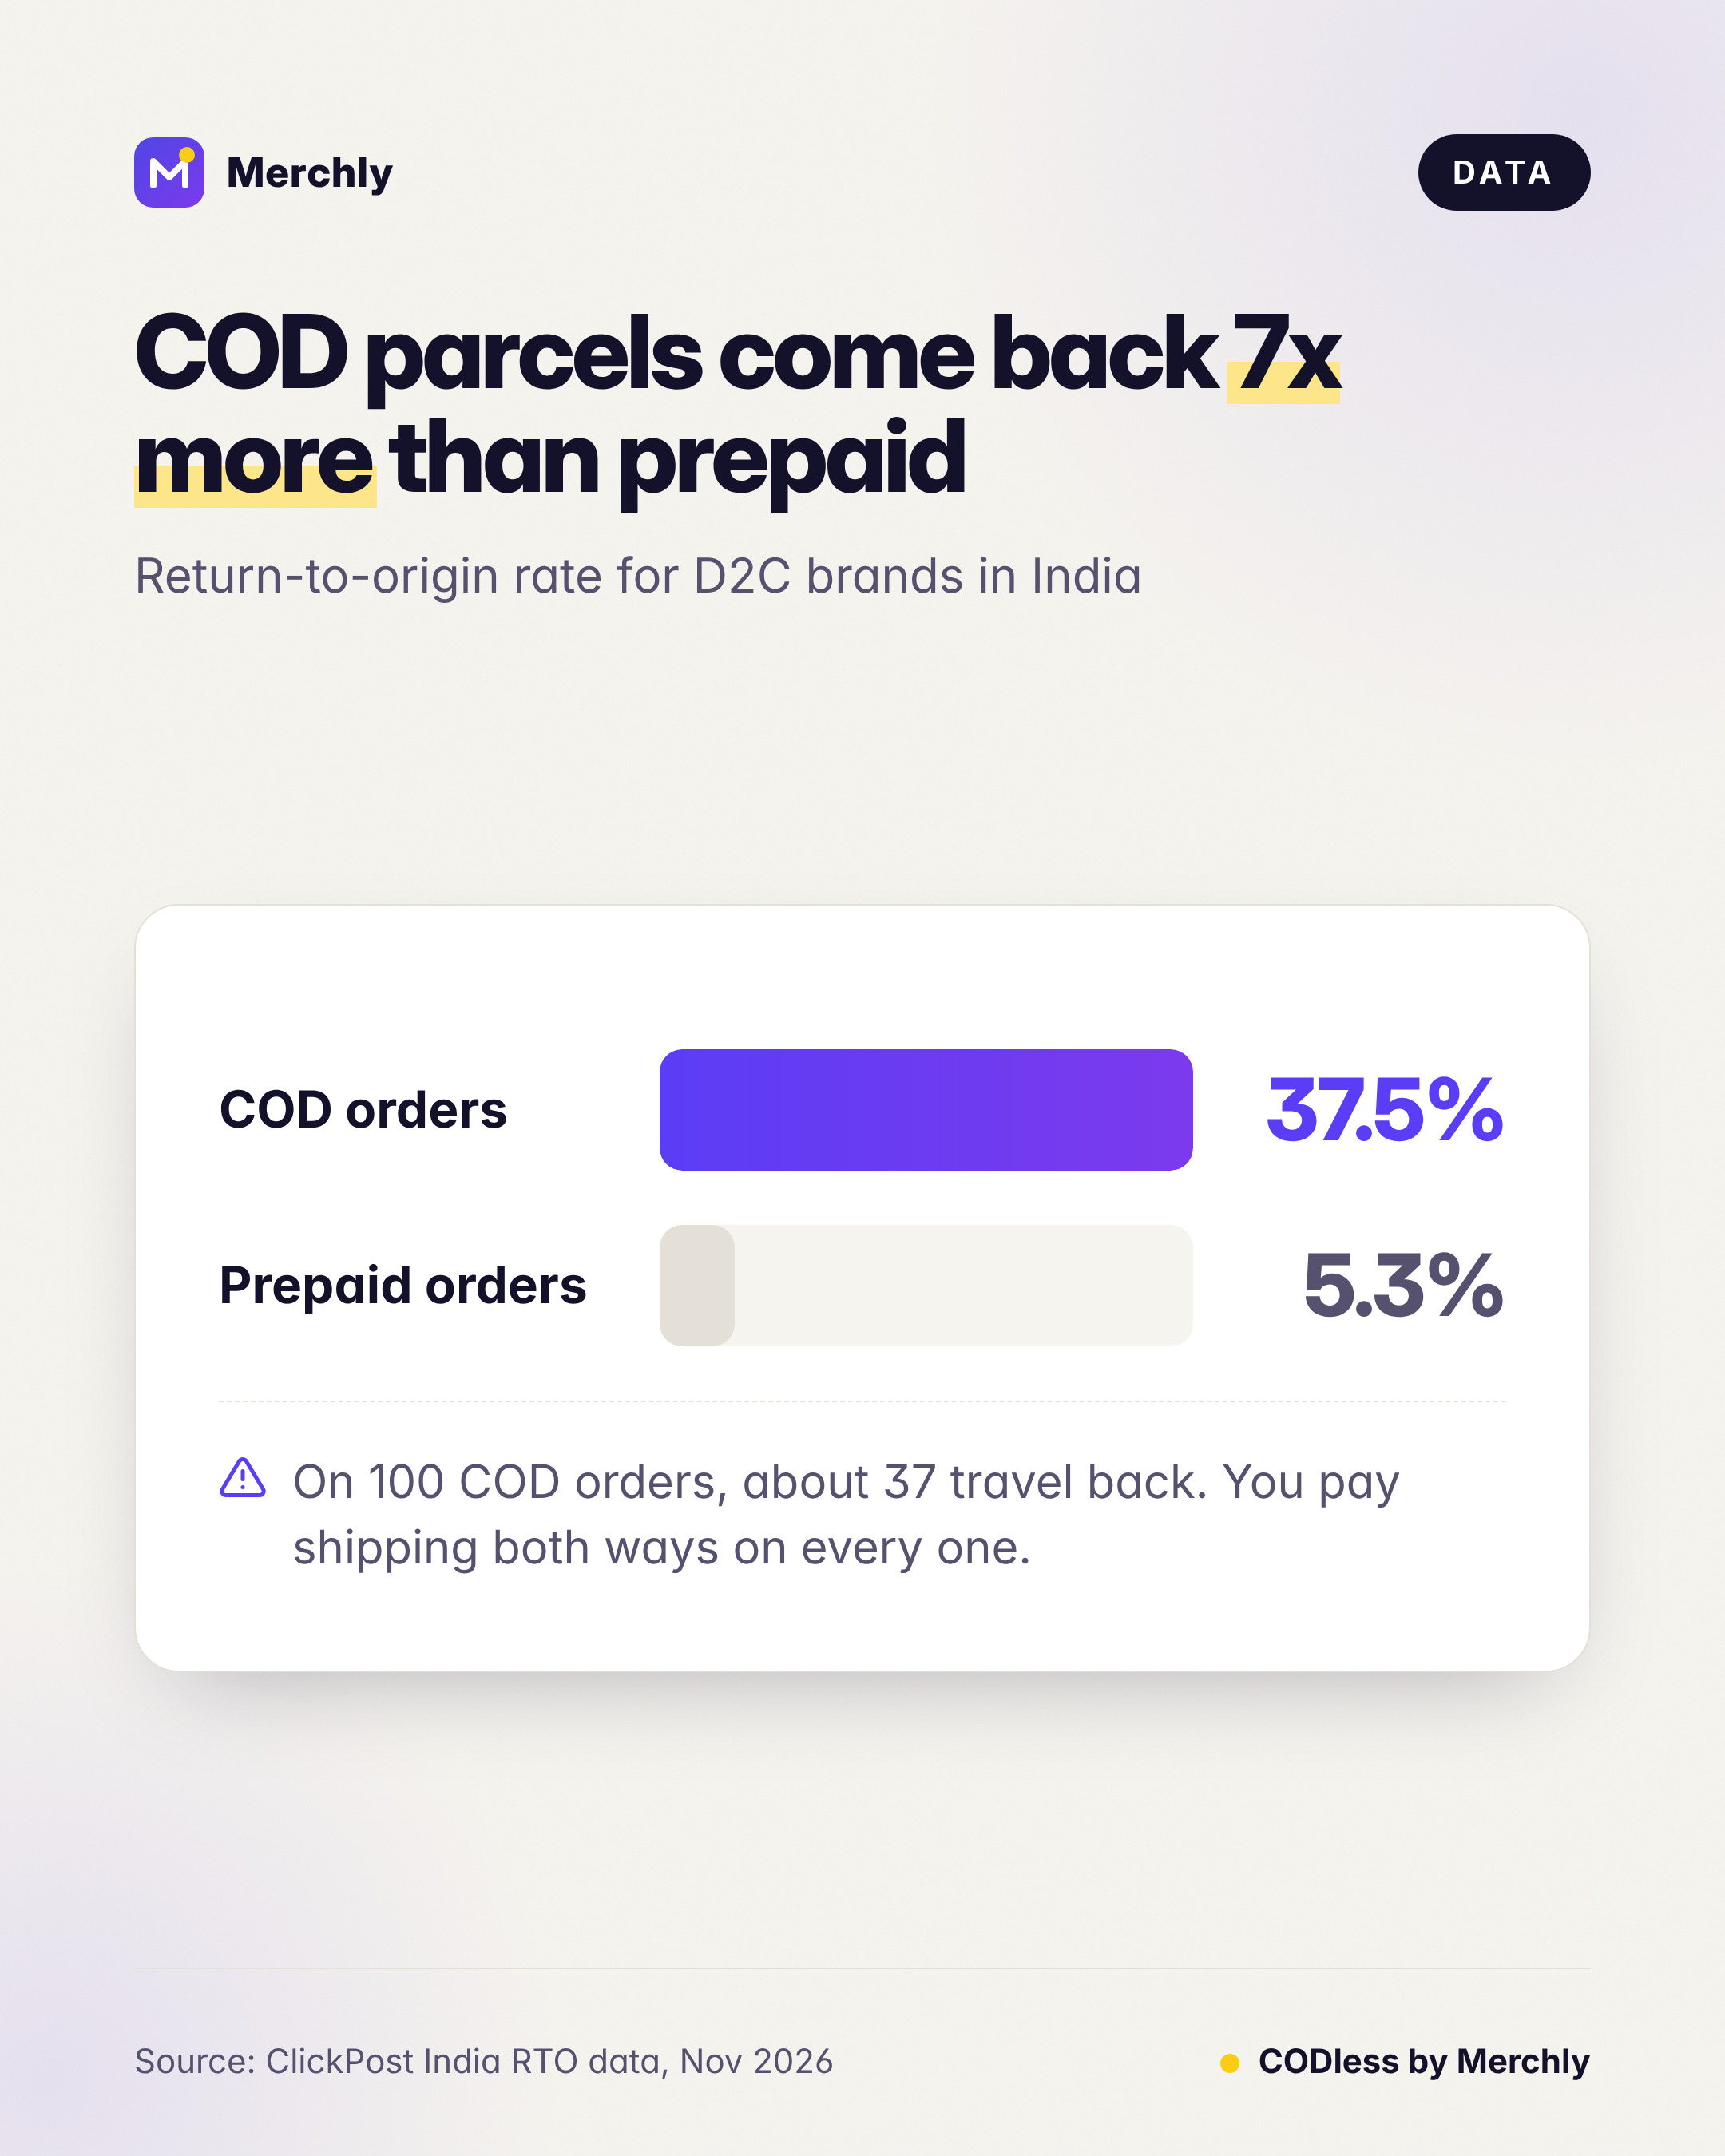 Merchly
DATA
COD parcels come back 7x
more than prepaid
Return-to-origin rate for D2C brands in India
COD orders
37.5%
Prepaid orders
5.3%
On 100 COD orders, about 37 travel back. You pay
shipping both ways on every one.
Source: ClickPost India RTO data, Nov 2026
CODless by Merchly